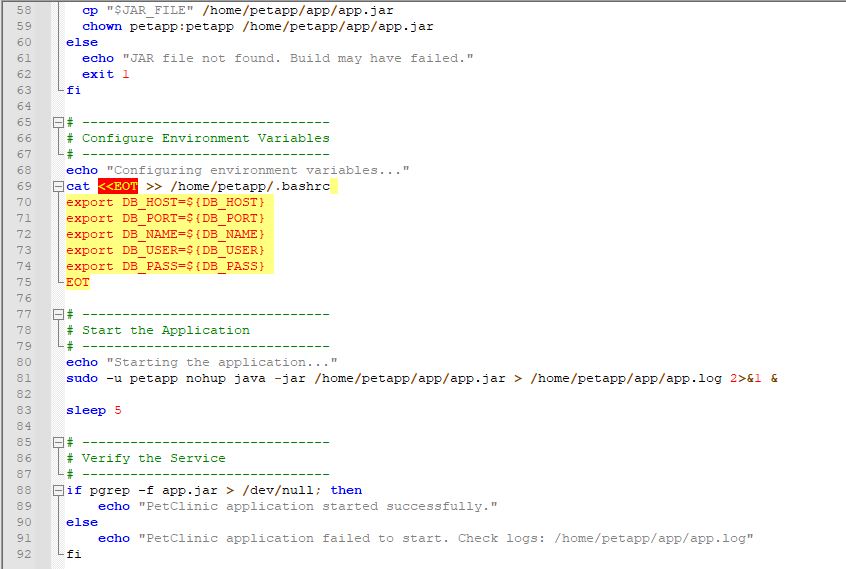 58 cp "$JAR_FILE" /home/petapp/app/app.jar
59 chown petapp:petapp /home/petapp/app/app.jar
60 else
61 echo "JAR file not found. Build may have failed."
62 exit 1
63 fi
64
65 # -------------------------------
66 # Configure Environment Variables
67 # -------------------------------
68 echo "Configuring environment variables..."
69 cat <<EOT >> /home/petapp/.bashrc
70 export DB_HOST=${DB_HOST}
71 export DB_PORT=${DB_PORT}
72 export DB_NAME=${DB_NAME}
73 export DB_USER=${DB_USER}
74 export DB_PASS=${DB_PASS}
75 EOT
76
77 # -------------------------------
78 # Start the Application
79 # -------------------------------
80 echo "Starting the application..."
81 sudo -u petapp nohup java -jar /home/petapp/app/app.jar > /home/petapp/app/app.log 2>&1 &
82
83 sleep 5
84
85 # -------------------------------
86 # Verify the Service
87 # -------------------------------
88 if pgrep -f app.jar > /dev/null; then
89 echo "PetClinic application started successfully."
90 else
91 echo "PetClinic application failed to start. Check logs: /home/petapp/app/app.log"
92 fi